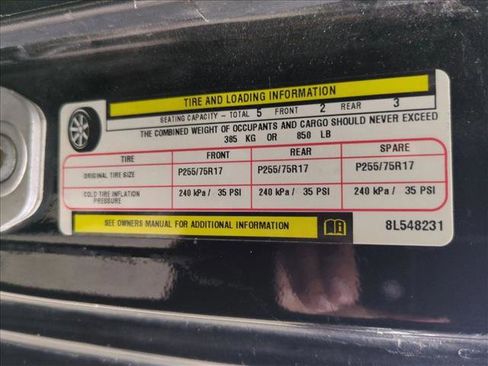 TIRE AND LOADING INFORMATION
SEATING CAPACITY - TOTAL 5 FRONT 2 REAR 3
THE COMBINED WEIGHT OF OCCUPANTS AND CARGO SHOULD NEVER EXCEED
385 KG OR 850 LB
TIRE FRONT REAR SPARE
ORIGINAL TIRE SIZE P255/75R17 P255/75R17 P255/75R17
COLD TIRE INFLATION PRESSURE 240 kPa / 35 PSI 240 kPa / 35 PSI 240 kPa / 35 PSI
SEE OWNERS MANUAL FOR ADDITIONAL INFORMATION 8L548231